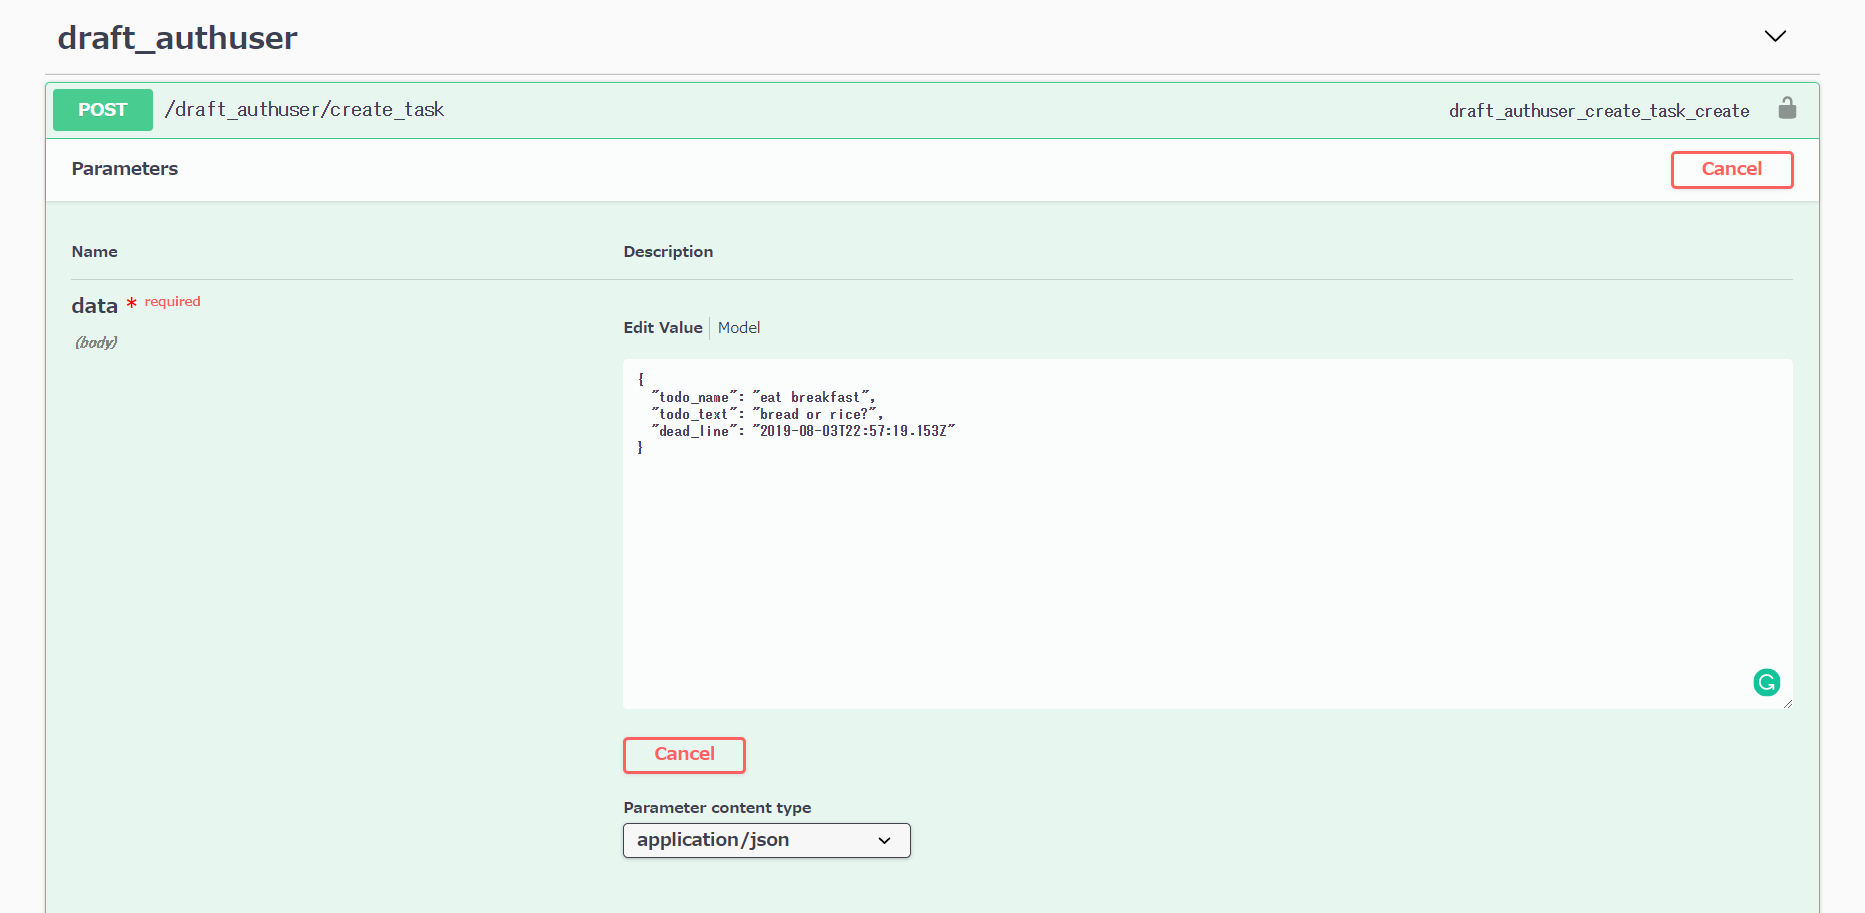 draft_authuser
POST /draft_authuser/create_task draft_authuser_create_task_create
Parameters Cancel
Name Description
data * required
(body)
Edit Value Model
{
  "todo_name": "eat breakfast",
  "todo_text": "bread or rice?",
  "dead_line": "2019-08-03T22:57:19.153Z"
}
Cancel
Parameter content type
application/json